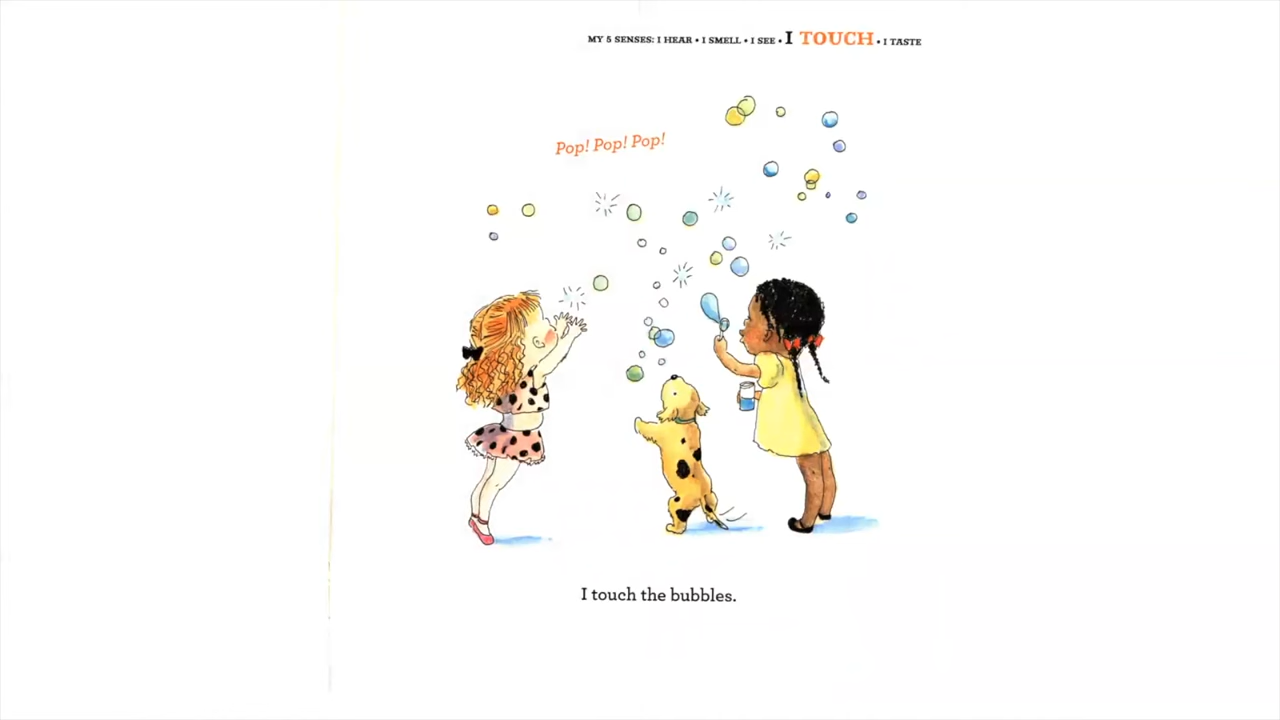 MY 5 SENSES: I HEAR • I SMELL • I SEE • I TOUCH • I TASTE
Pop! Pop! Pop!
I touch the bubbles.